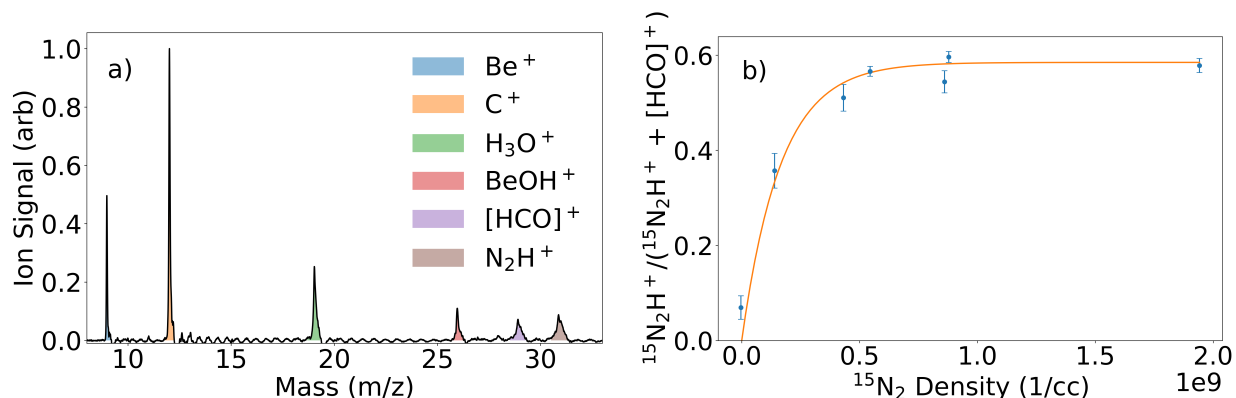 a)
1.0
0.8
0.6
0.4
0.2
0.0
Ion Signal (arb)
10
15
20
25
30
Mass (m/z)
Be⁺
C⁺
H₃O⁺
BeOH⁺
[HCO]⁺
N₂H⁺
b)
0.6
0.4
0.2
0.0
¹⁵N₂H⁺/(¹⁵N₂H⁺ + [HCO]⁺)
0.0
0.5
1.0
1.5
2.0
1e9
¹⁵N₂ Density (1/cc)